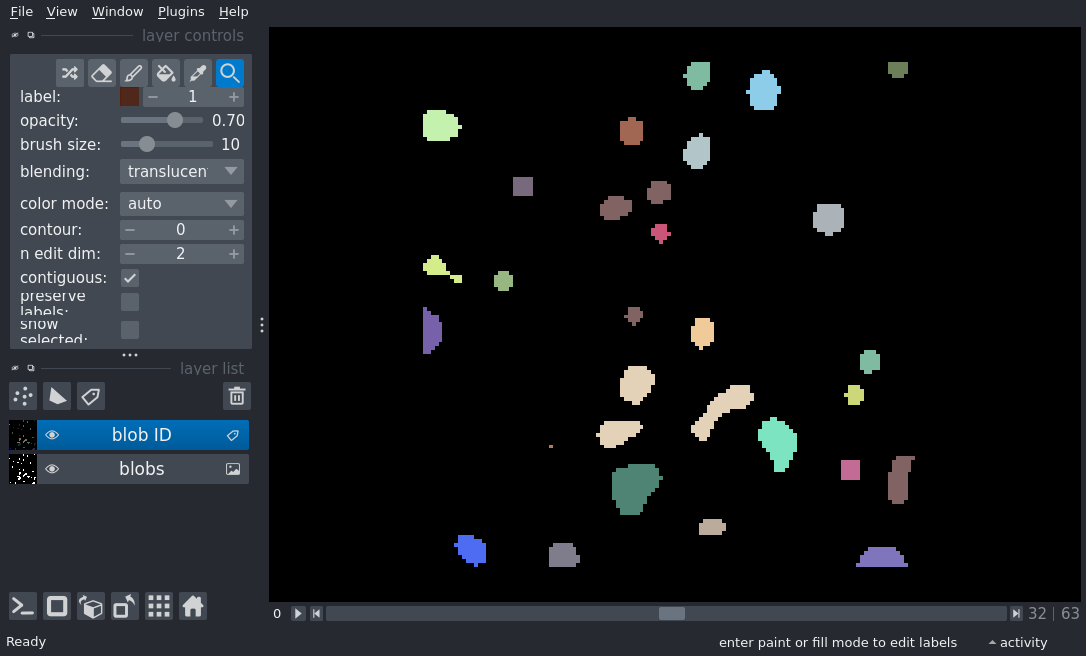 File View Window Plugins Help
layer controls
label: 1
opacity: 0.70
brush size: 10
blending: translucen
color mode: auto
contour: 0
n edit dim: 2
contiguous:
preserve
labels:
show
selected:
layer list
blob ID
blobs
0 32 63
Ready enter paint or fill mode to edit labels activity